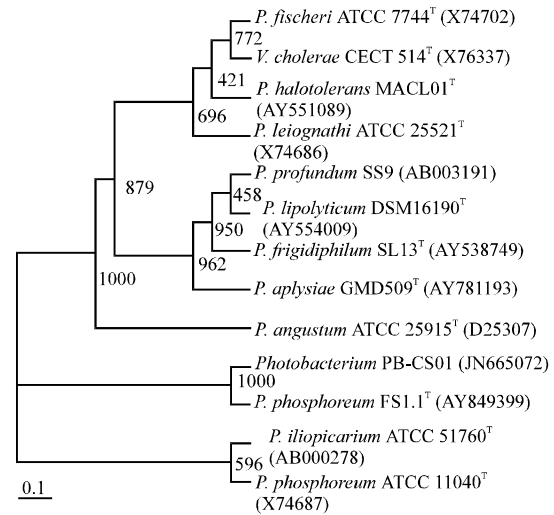 P. fischeri ATCC 7744ᵀ (X74702)
772
V. cholerae CECT 514ᵀ (X76337)
421
P. halotolerans MACL01ᵀ
(AY551089)
696
P. leiognathi ATCC 25521ᵀ
(X74686)
879
P. profundum SS9 (AB003191)
458
P. lipolyticum DSM16190ᵀ
(AY554009)
950
P. frigidiphilum SL13ᵀ (AY538749)
962
1000
P. aplysiae GMD509ᵀ (AY781193)
P. angustum ATCC 25915ᵀ (D25307)
Photobacterium PB-CS01 (JN665072)
1000
P. phosphoreum FS1.1ᵀ (AY849399)
P. iliopicarium ATCC 51760ᵀ
(AB000278)
596
P. phosphoreum ATCC 11040ᵀ
(X74687)
0.1